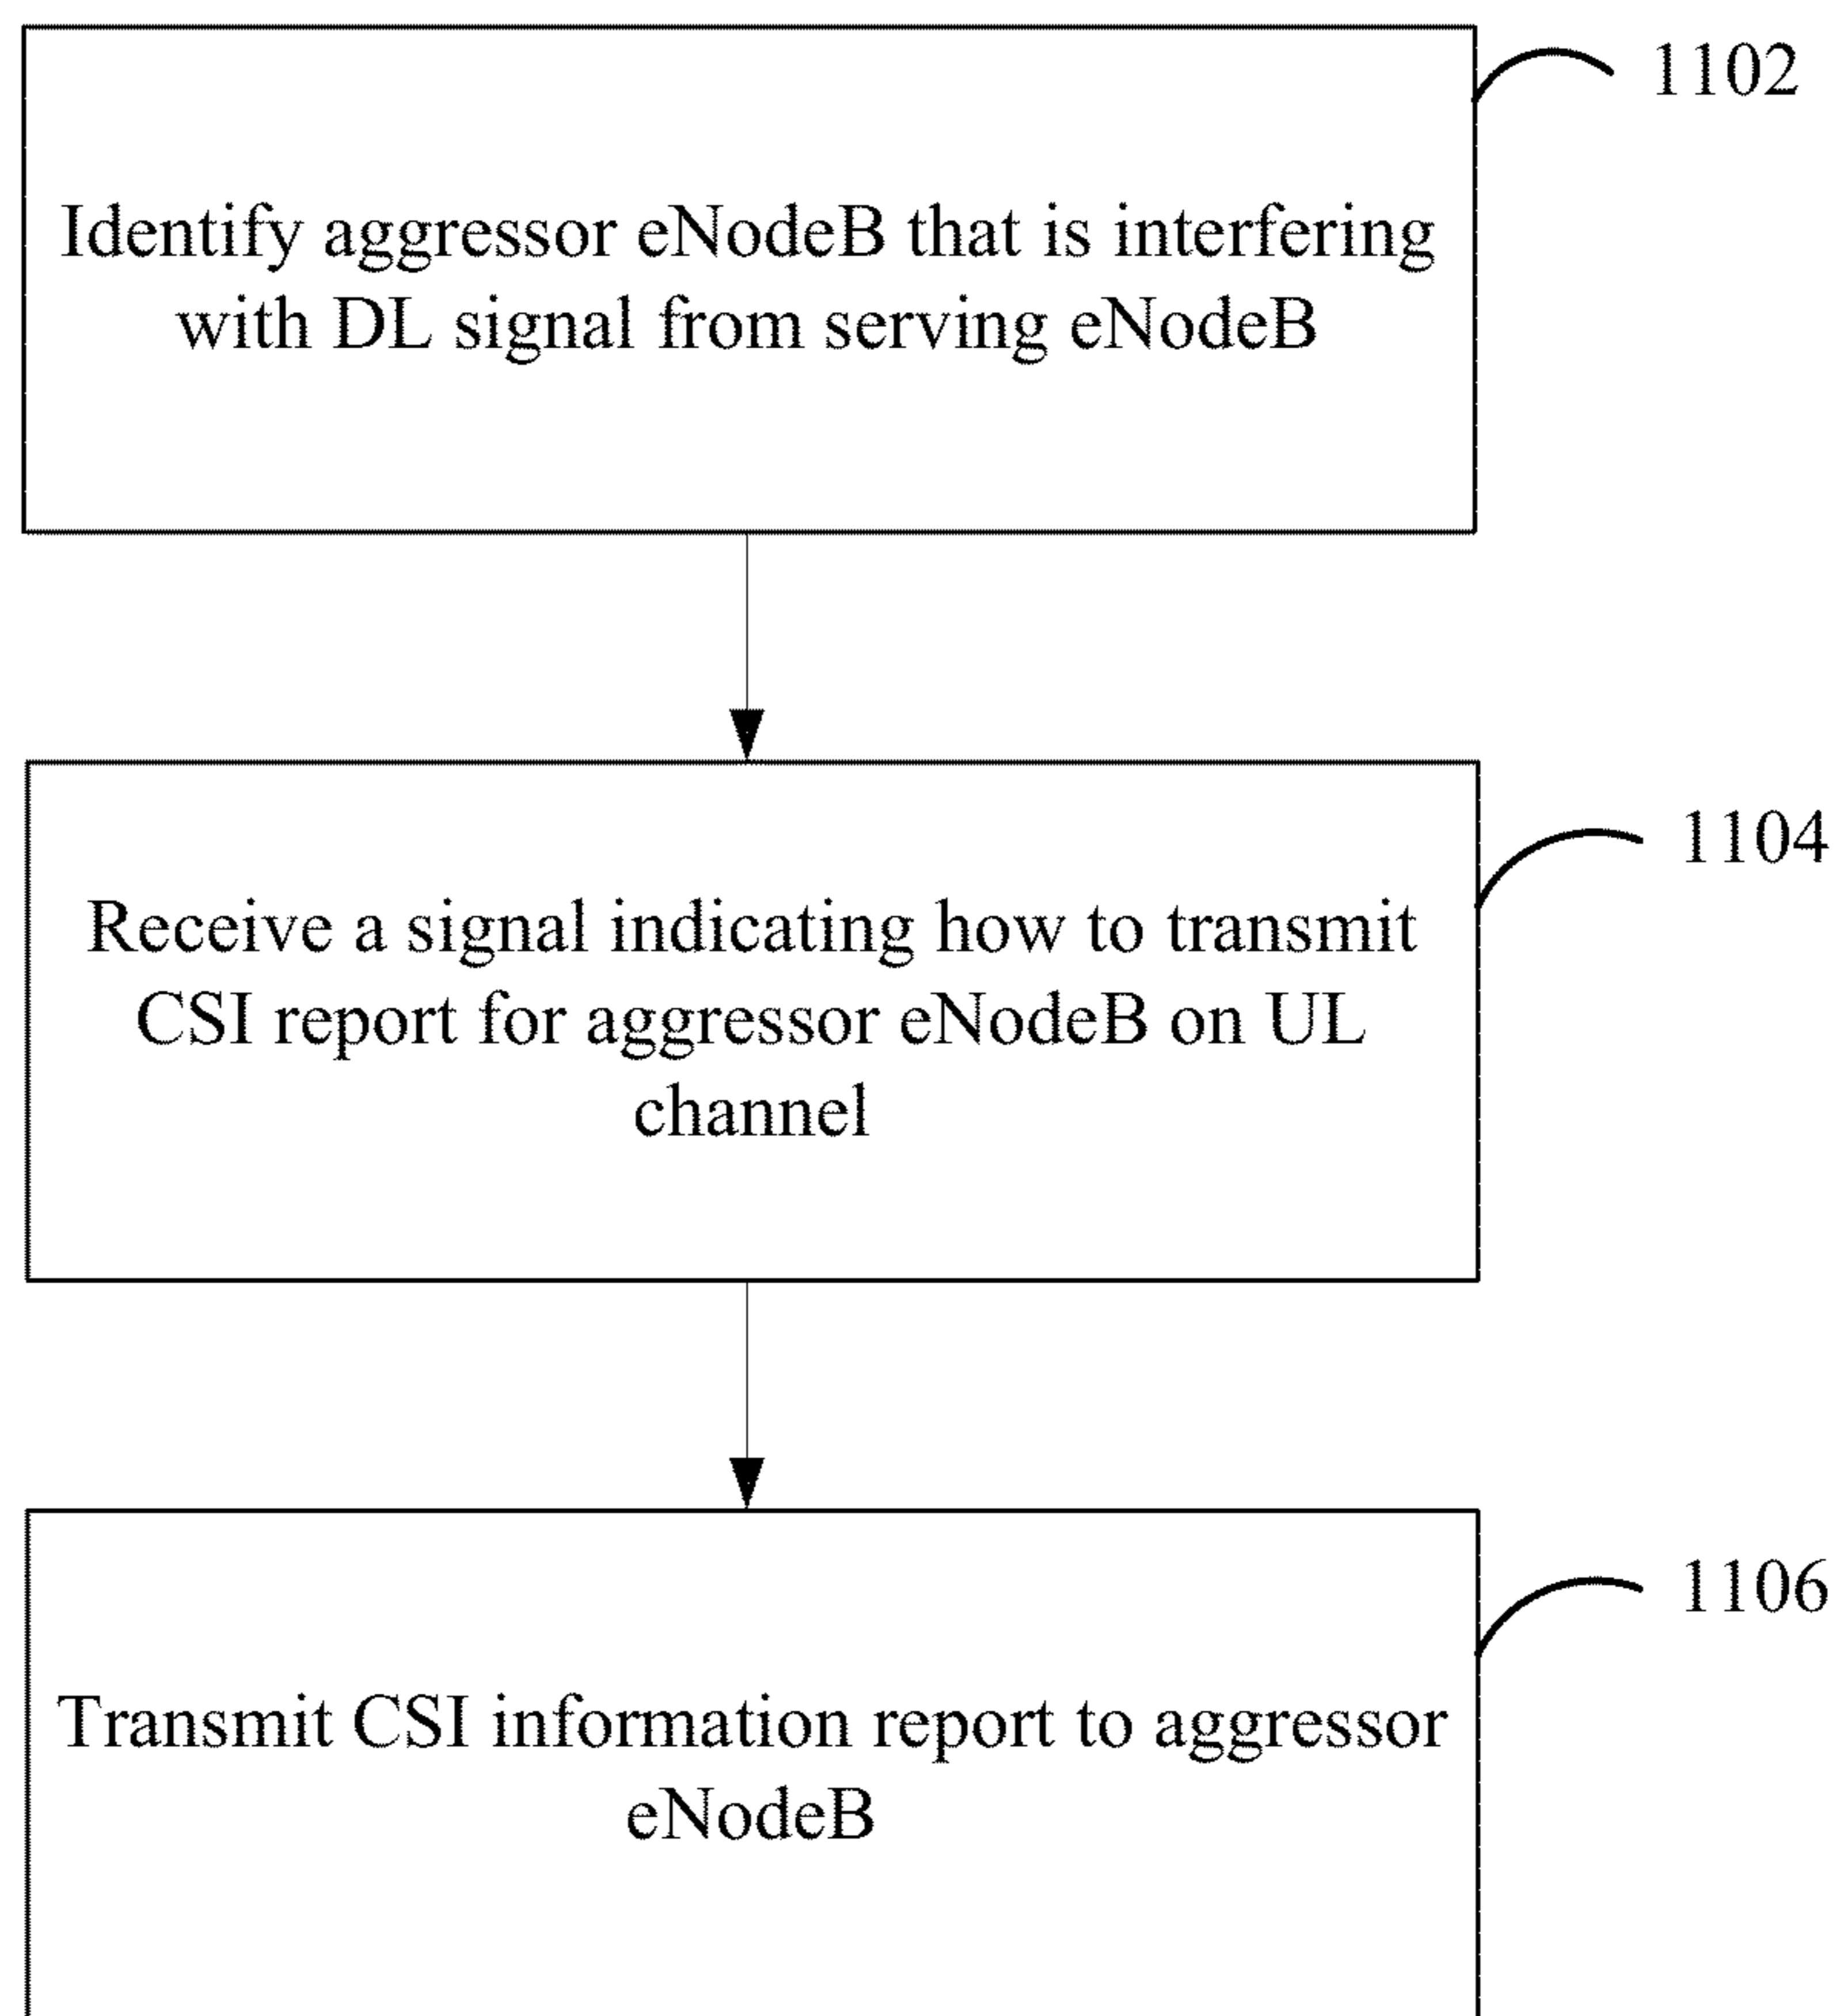 1102
Identify aggressor eNodeB that is interfering
with DL signal from serving eNodeB
1104
Receive a signal indicating how to transmit
CSI report for aggressor eNodeB on UL
channel
1106
Transmit CSI information report to aggressor
eNodeB